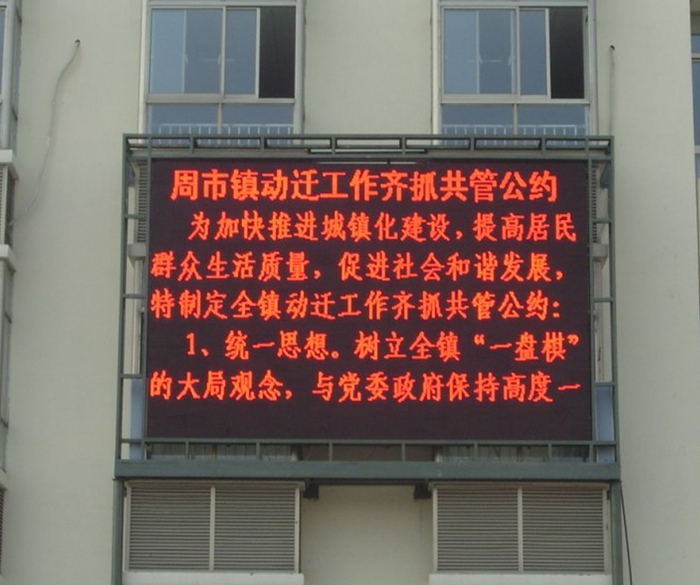 周市镇动迁工作齐抓共管公约
为加快推进城镇化建设，提高居民
群众生活质量，促进社会和谐发展，
特制定全镇动迁工作齐抓共管公约：
1、统一思想。树立全镇“一盘棋”
的大局观念，与党委政府保持高度一